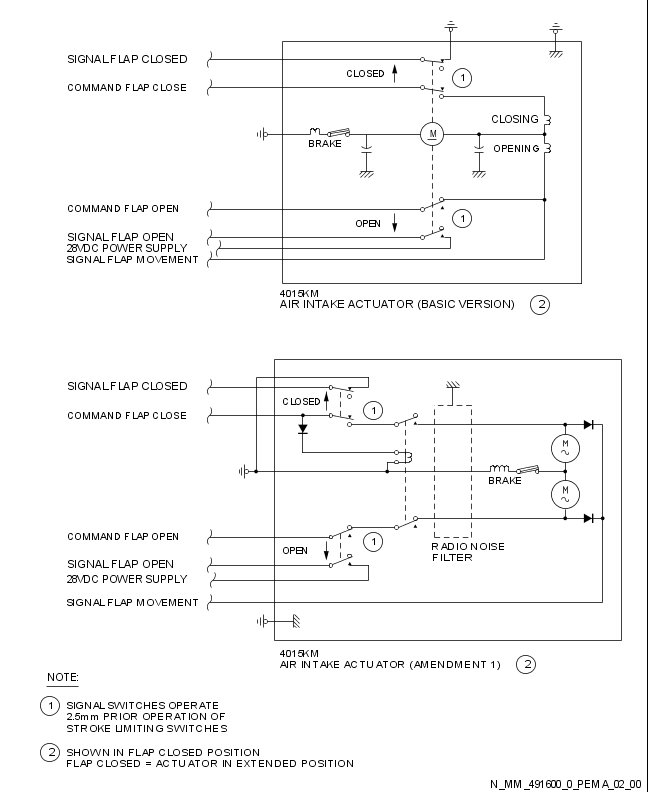 SIGNAL FLAP CLOSED
CLOSED
1
COMMAND FLAP CLOSE
CLOSING
M
BRAKE
OPENING
COMMAND FLAP OPEN
OPEN
1
SIGNAL FLAP OPEN
28VDC POWER SUPPLY
SIGNAL FLAP MOVEMENT
4015KM
AIR INTAKE ACTUATOR (BASIC VERSION) 2
SIGNAL FLAP CLOSED
CLOSED
1
COMMAND FLAP CLOSE
M
~
BRAKE
M
~
COMMAND FLAP OPEN
OPEN
1
RADIO NOISE
FILTER
SIGNAL FLAP OPEN
28VDC POWER SUPPLY
SIGNAL FLAP MOVEMENT
4015KM
AIR INTAKE ACTUATOR (AMENDMENT 1) 2
NOTE:
1 SIGNAL SWITCHES OPERATE
2.5mm PRIOR OPERATION OF
STROKE LIMITING SWITCHES
2 SHOWN IN FLAP CLOSED POSITION
FLAP CLOSED = ACTUATOR IN EXTENDED POSITION
N_MM_491600_0_PEMA_02_00